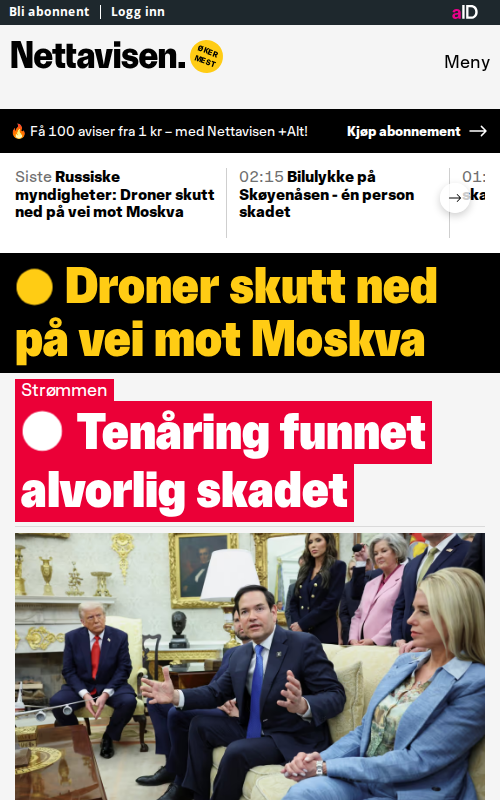 Bli abonnent
Logg inn
aID
Nettavisen.
ØKER
MEST
Meny
🔥 Få 100 aviser fra 1 kr – med Nettavisen +Alt!
Kjøp abonnement
Siste Russiske
myndigheter: Droner skutt
ned på vei mot Moskva
02:15 Bilulykke på
Skøyenåsen - én person
skadet
Droner skutt ned
på vei mot Moskva
Strømmen
Tenåring funnet
alvorlig skadet